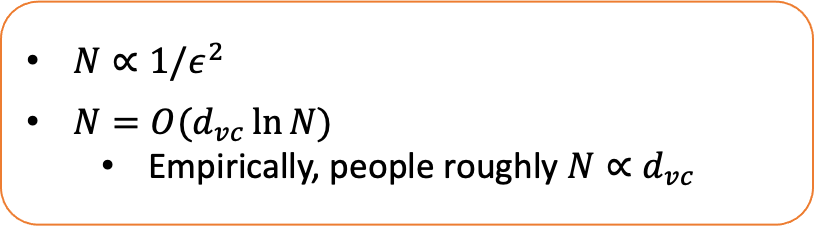 • N ∝ 1/ϵ²
• N = O(d_vc ln N)
• Empirically, people roughly N ∝ d_vc